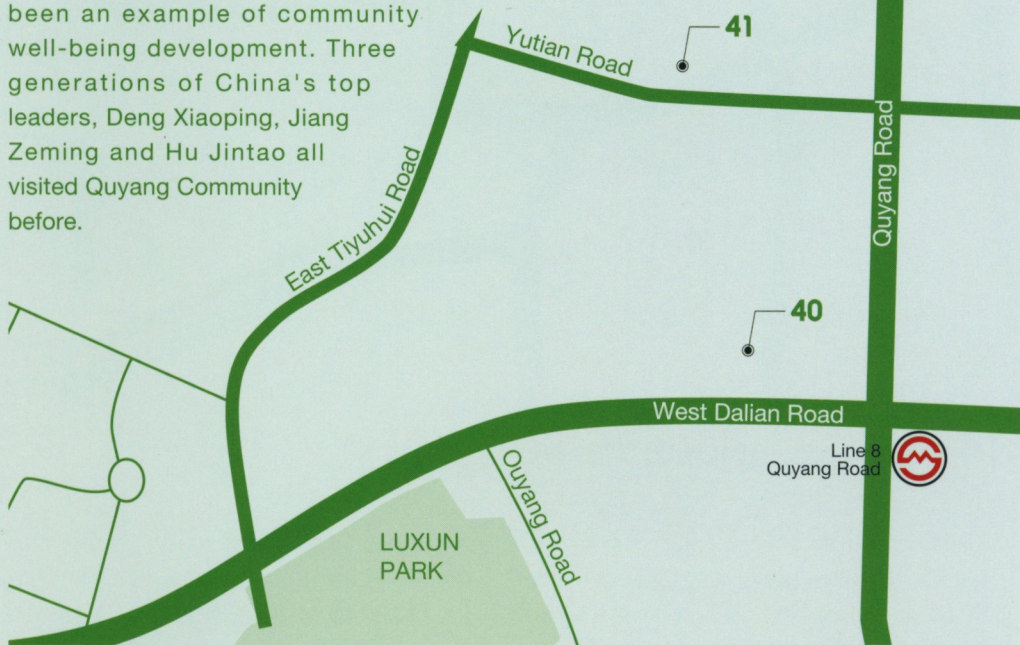 been an example of community
well-being development. Three
generations of China's top
leaders, Deng Xiaoping, Jiang
Zeming and Hu Jintao all
visited Quyang Community
before.
41
Yutian Road
Quyang Road
East Tiyuhui Road
40
West Dalian Road
Line 8
Quyang Road
Ouyang Road
LUXUN
PARK